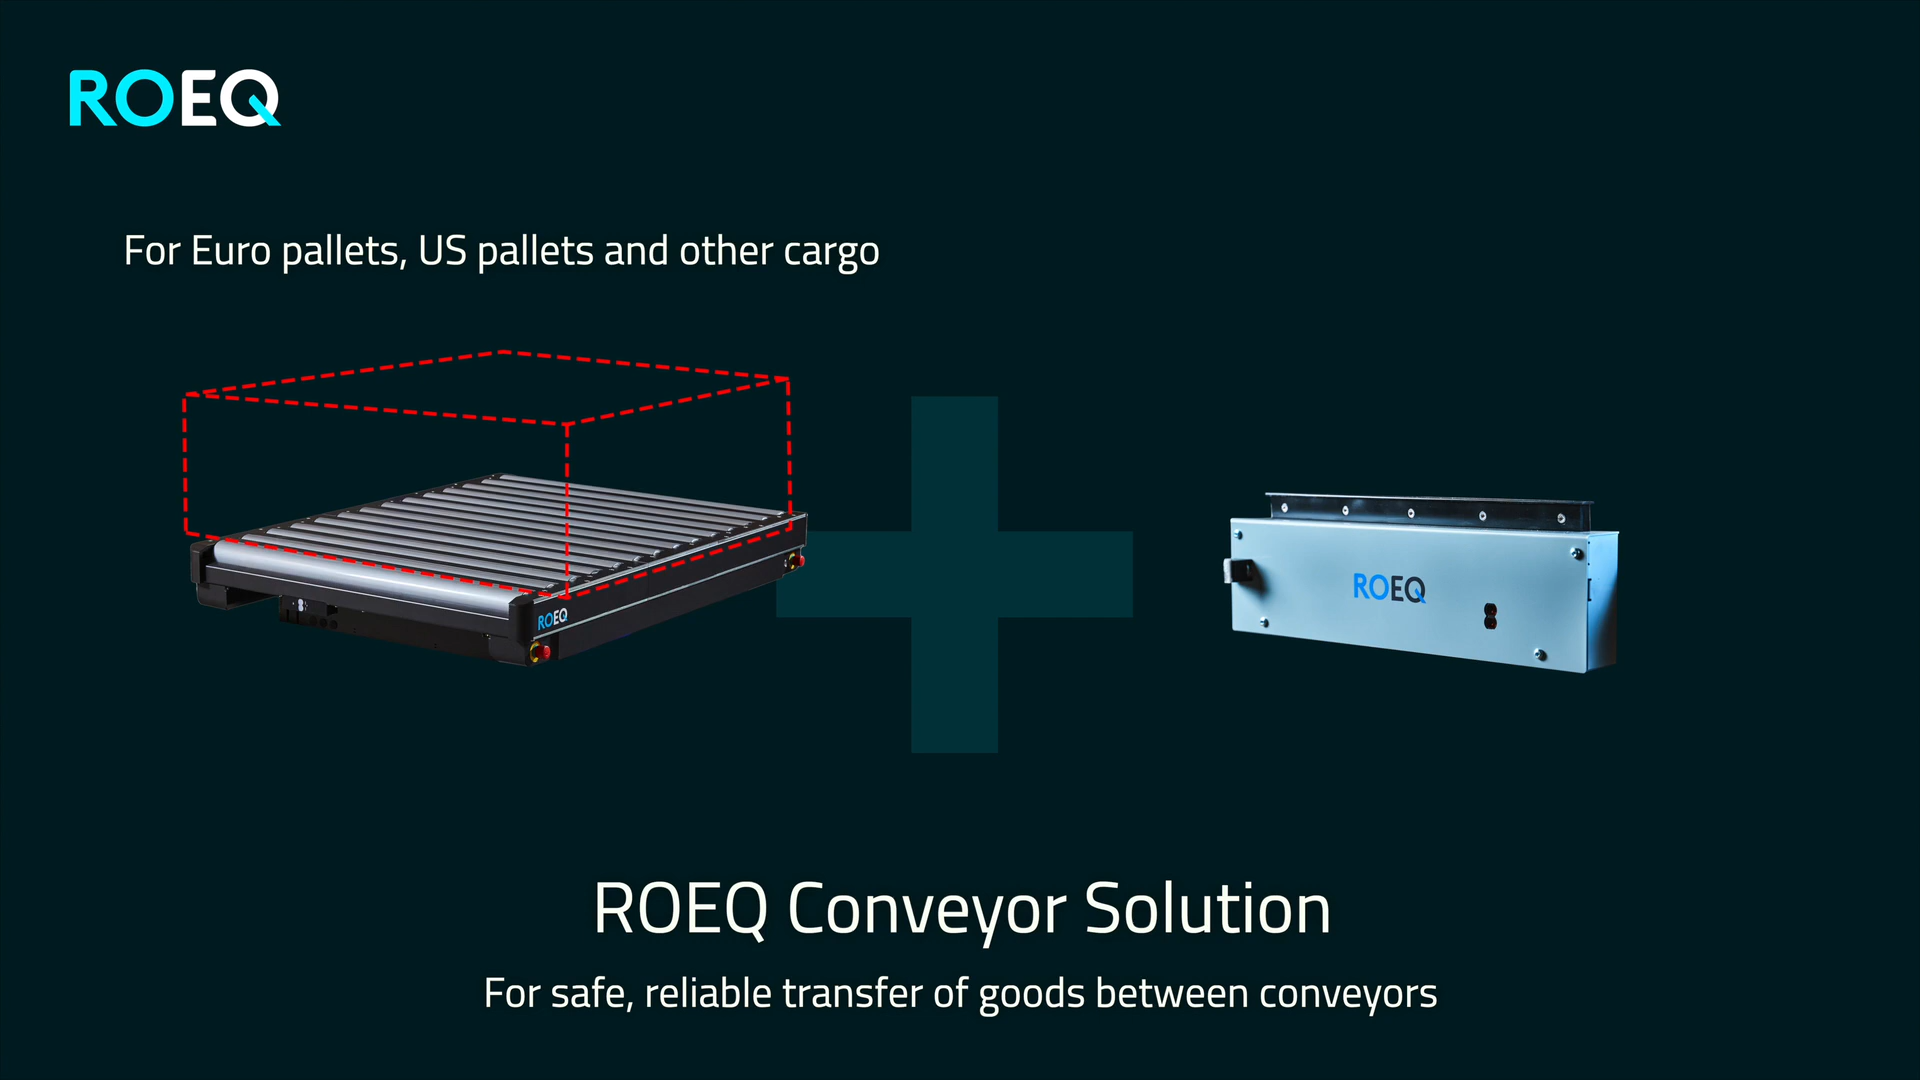 ROEQ
For Euro pallets, US pallets and other cargo
ROEQ
ROEQ
ROEQ Conveyor Solution
For safe, reliable transfer of goods between conveyors